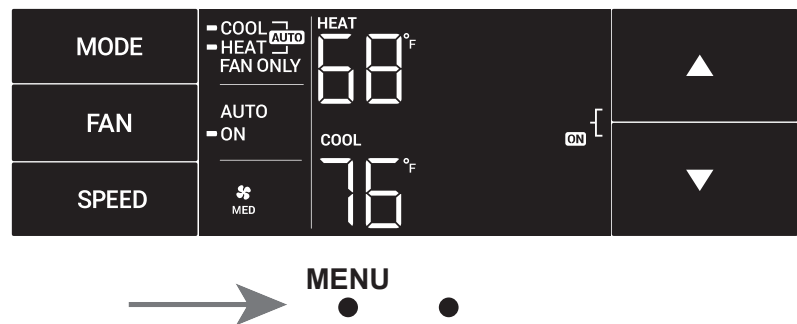 MODE
FAN
SPEED
COOL
HEAT AUTO
FAN ONLY
AUTO
ON
MED
HEAT
68°F
COOL
76°F
ON
MENU